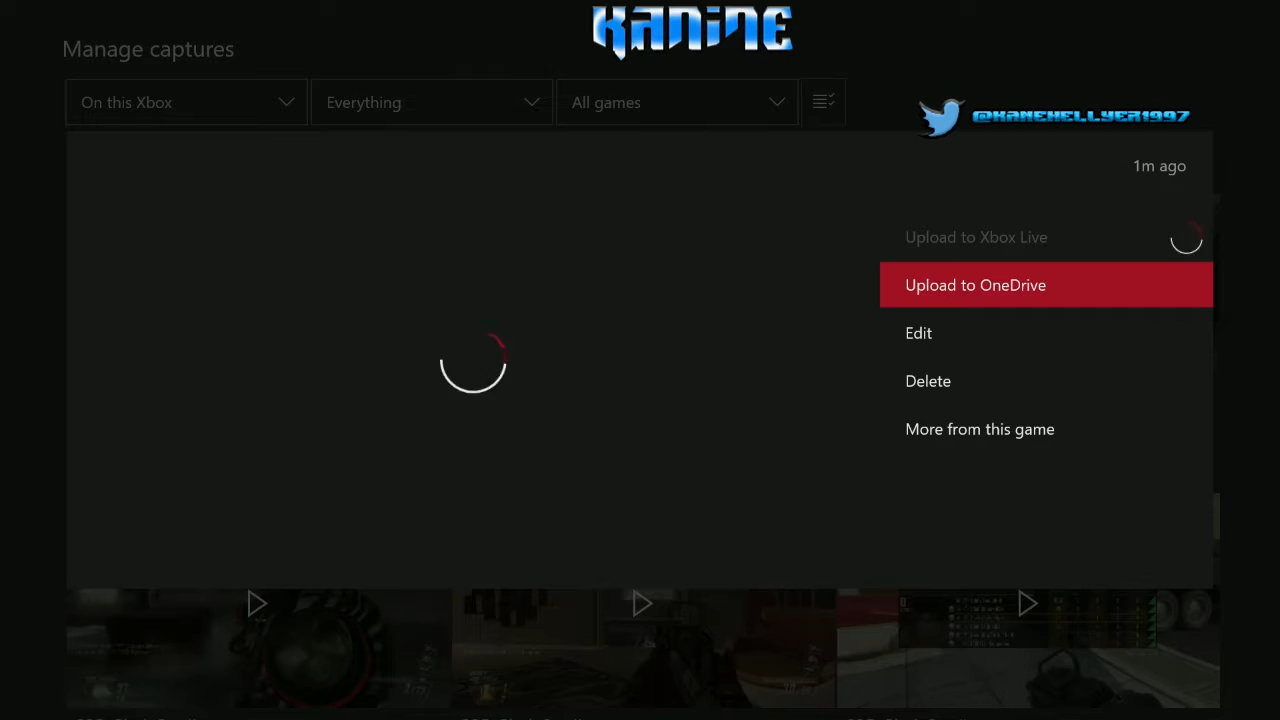 KANINE
Manage captures
On this Xbox
Everything
All games
@KANEHELLYER1997
1m ago
Upload to Xbox Live
Upload to OneDrive
Edit
Delete
More from this game